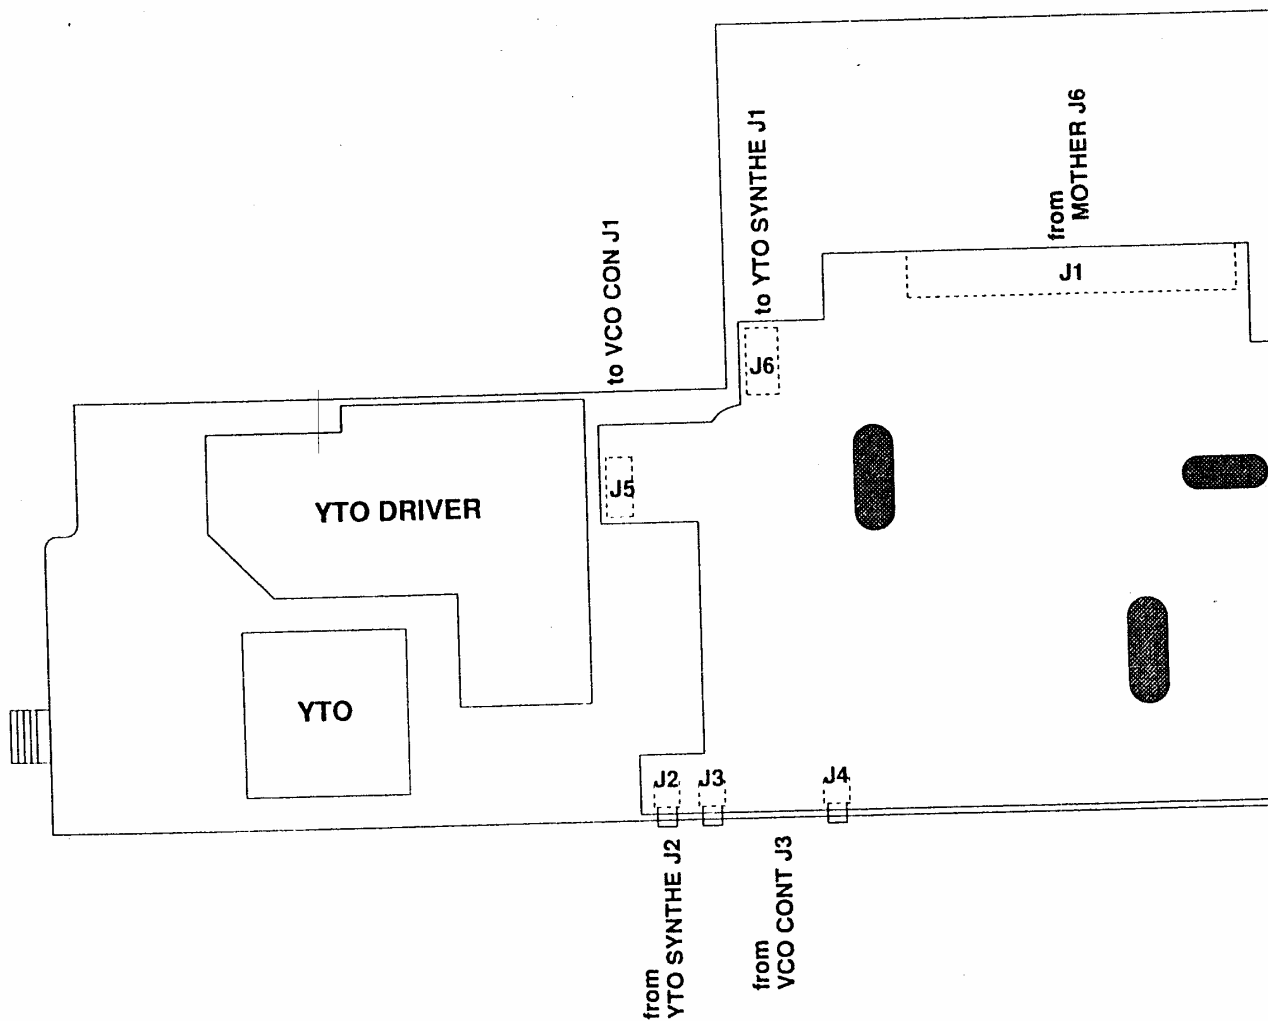 from
MOTHER J6
to YTO SYNTHE J1
to VCO CON J1
J1
J6
J5
YTO DRIVER
YTO
J2
J3
J4
from
YTO SYNTHE J2
from
VCO CONT J3